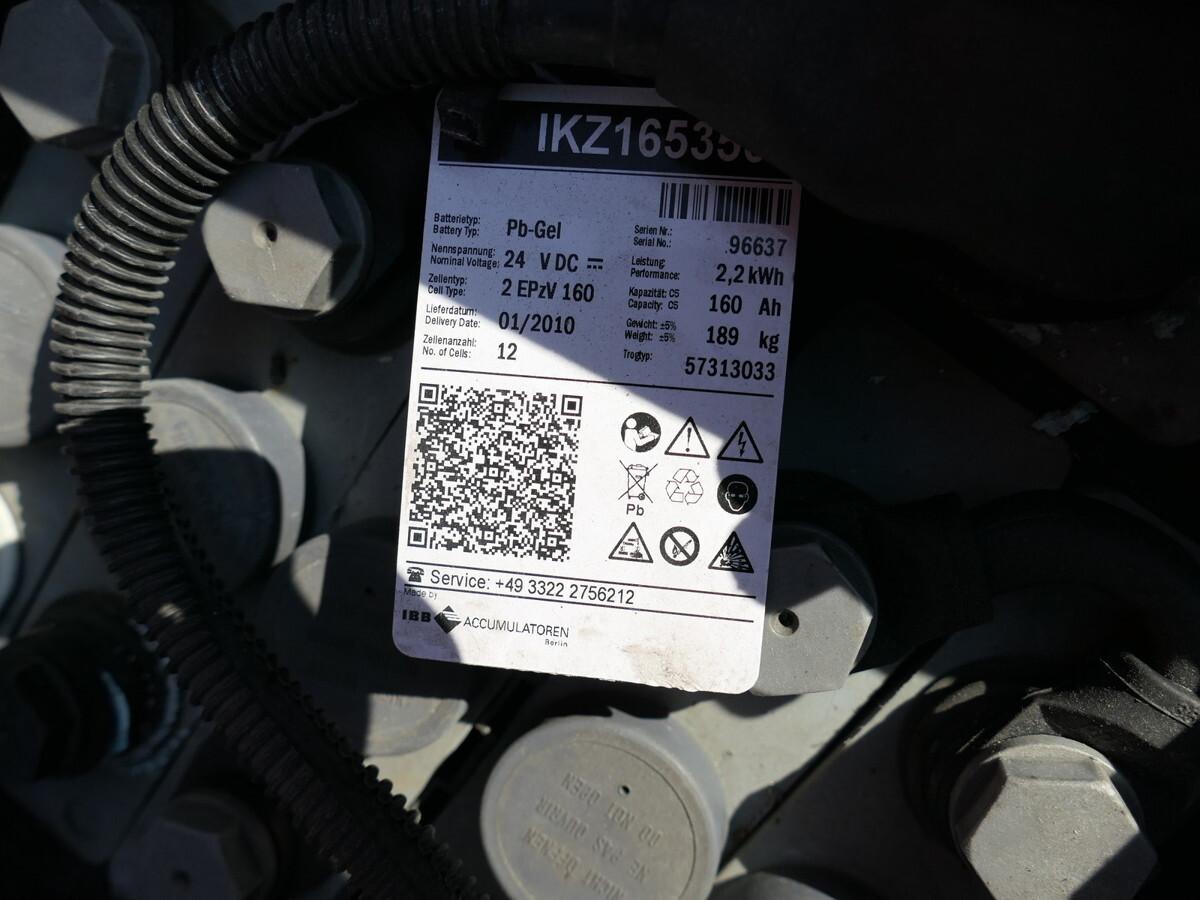 Batterietyp:
Battery Typ: Pb-Gel
Nennspannung:
Nominal Voltage: 24 V DC
Zellentyp:
Cell Type: 2 EPzV 160
Lieferdatum:
Delivery Date: 01/2010
Zellenanzahl:
No. of Cells: 12
Serien Nr.:
Serial No.: 96637
Leistung:
Performance: 2,2 kWh
Kapazität: C5
Capacity: C5 160 Ah
Gewicht: ±5%
Weight: ±5% 189 kg
Trogtyp: 57313033
Pb
Service: +49 3322 2756212
Made by
IBB ACCUMULATOREN
Berlin
DO NOT OPEN
NE PAS OUVRIR
NICHT ÖFFNEN